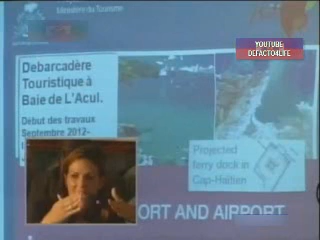 Ministère du Tourisme
YOUTUBE
DEFACTO4LIFE
Debarcadère
Touristique à
Baie de L'Acul.
Début des travaux
Septembre 2012-
Projected
ferry dock in
Cap-Haïtien
ORT AND AIRPORT